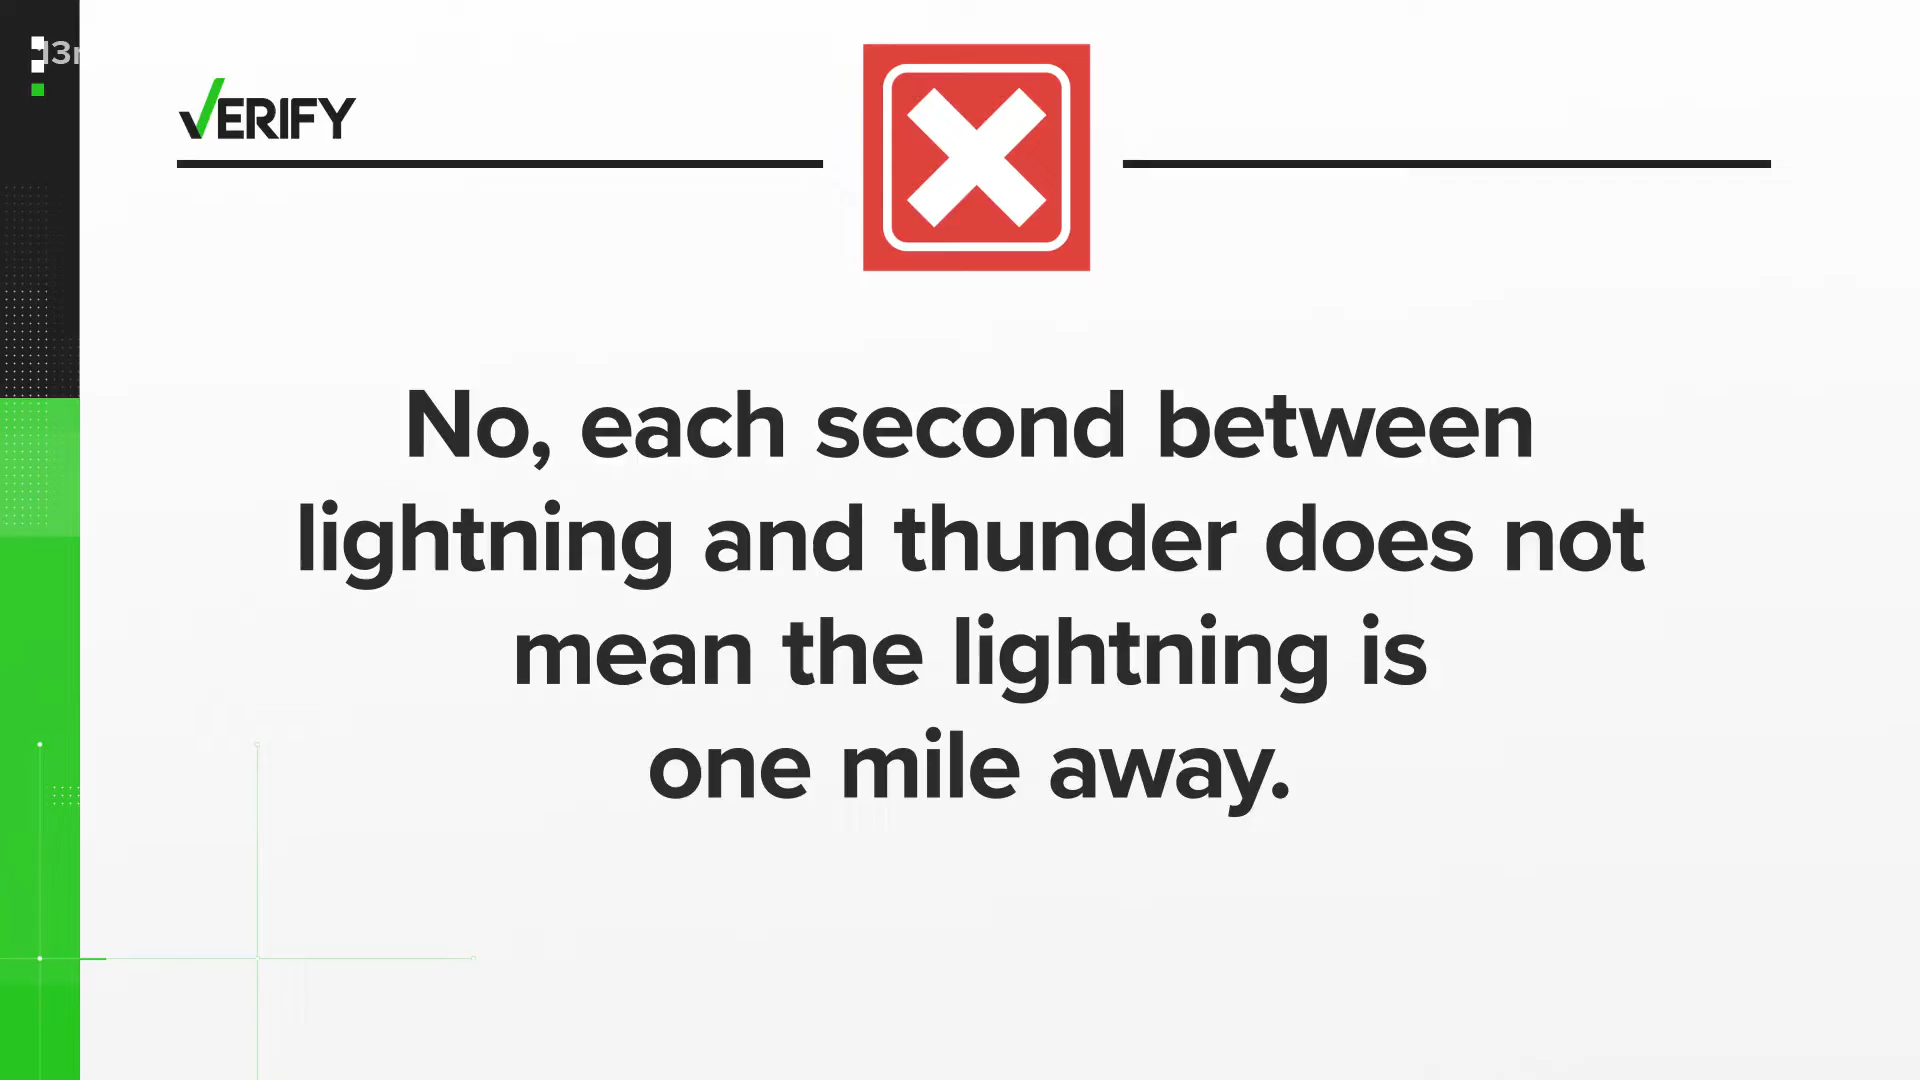 VERIFY
No, each second between
lightning and thunder does not
mean the lightning is
one mile away.